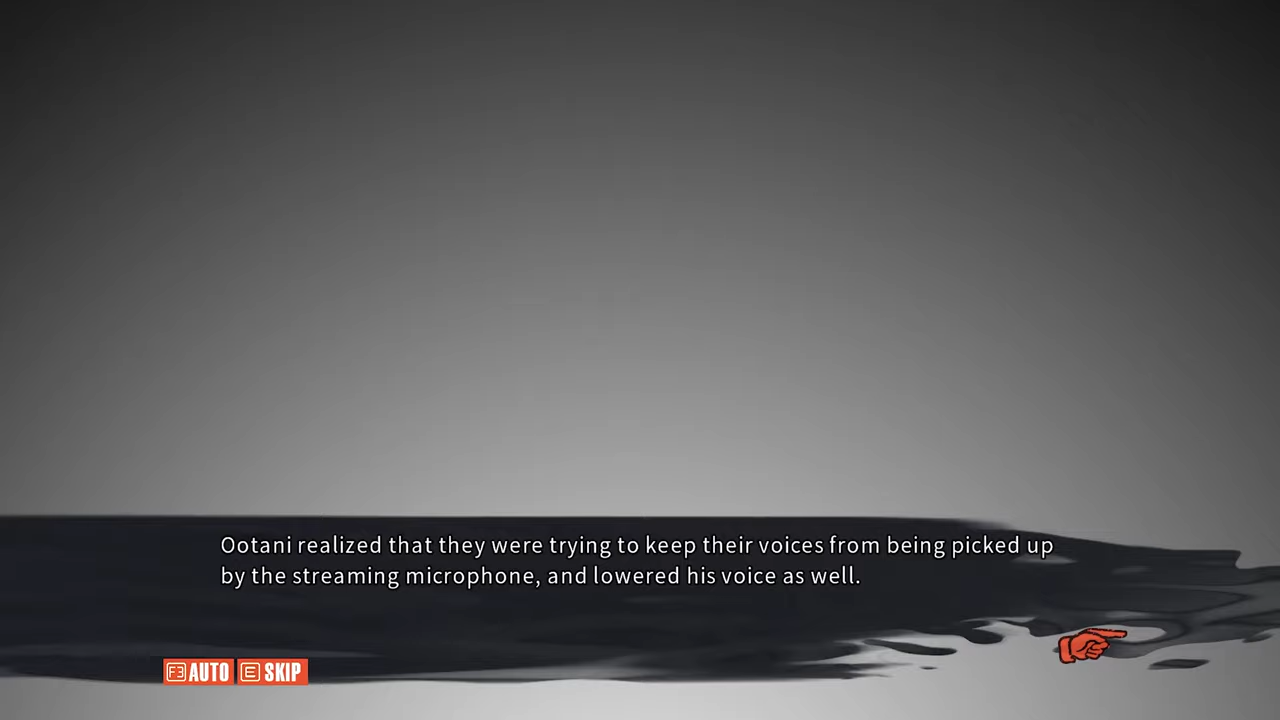 Ootani realized that they were trying to keep their voices from being picked up
by the streaming microphone, and lowered his voice as well.
F3 AUTO E SKIP